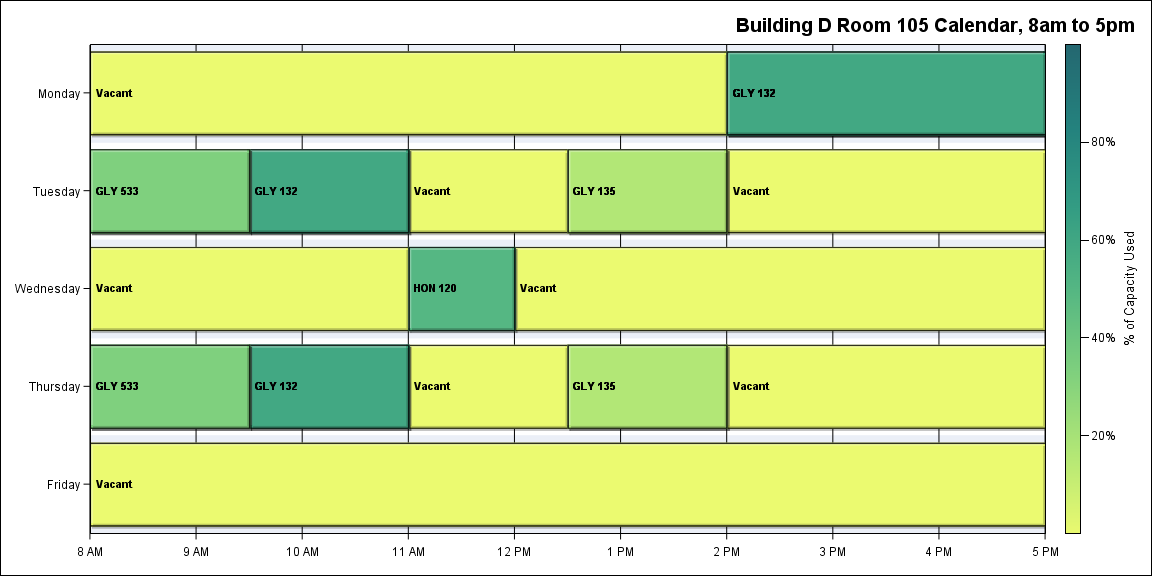 Building D Room 105 Calendar, 8am to 5pm
Monday
Vacant
GLY 132
Tuesday
GLY 533
GLY 132
Vacant
GLY 135
Vacant
Wednesday
Vacant
HON 120
Vacant
Thursday
GLY 533
GLY 132
Vacant
GLY 135
Vacant
Friday
Vacant
8 AM
9 AM
10 AM
11 AM
12 PM
1 PM
2 PM
3 PM
4 PM
5 PM
80%
60%
40%
20%
% of Capacity Used